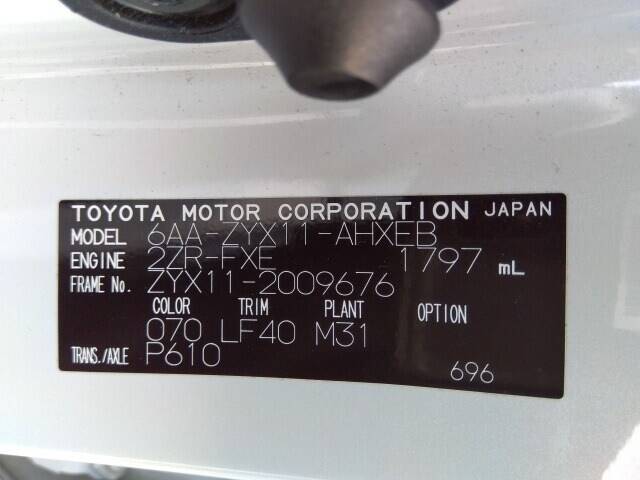 TOYOTA MOTOR CORPORATION JAPAN
MODEL 6AA-ZYX11-AHXEB
ENGINE 2ZR-FXE 1797 mL
FRAME No. ZYX11-2009676
COLOR TRIM PLANT OPTION
070 LF40 M31
TRANS./AXLE P610
696